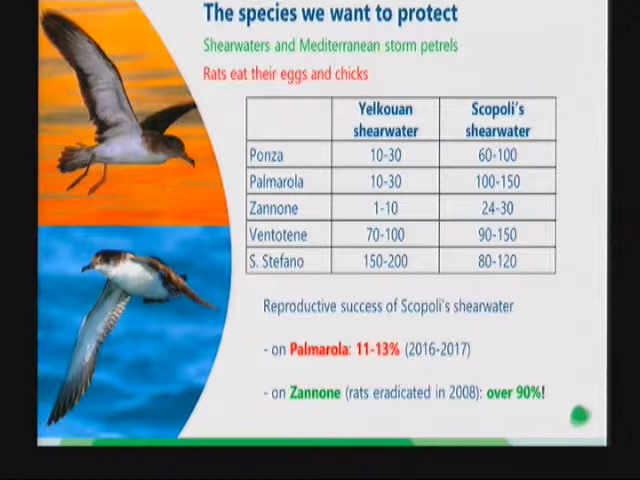 The species we want to protect
Shearwaters and Mediterranean storm petrels
Rats eat their eggs and chicks
Yelkouan shearwater Scopoli's shearwater
Ponza 10-30 60-100
Palmarola 10-30 100-150
Zannone 1-10 24-30
Ventotene 70-100 90-150
S. Stefano 150-200 80-120
Reproductive success of Scopoli's shearwater
- on Palmarola: 11-13% (2016-2017)
- on Zannone (rats eradicated in 2008): over 90%!